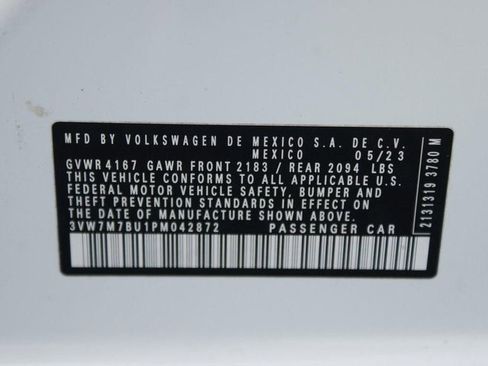 MFD BY VOLKSWAGEN DE MEXICO S.A. DE C.V.
MEXICO 05/23
GVWR 4167 GAWR FRONT 2183 / REAR 2094 LBS
THIS VEHICLE CONFORMS TO ALL APPLICABLE U.S.
FEDERAL MOTOR VEHICLE SAFETY, BUMPER AND
THEFT PREVENTION STANDARDS IN EFFECT ON
THE DATE OF MANUFACTURE SHOWN ABOVE.
3VW7M7BU1PM042872 PASSENGER CAR
2131319 3780 M